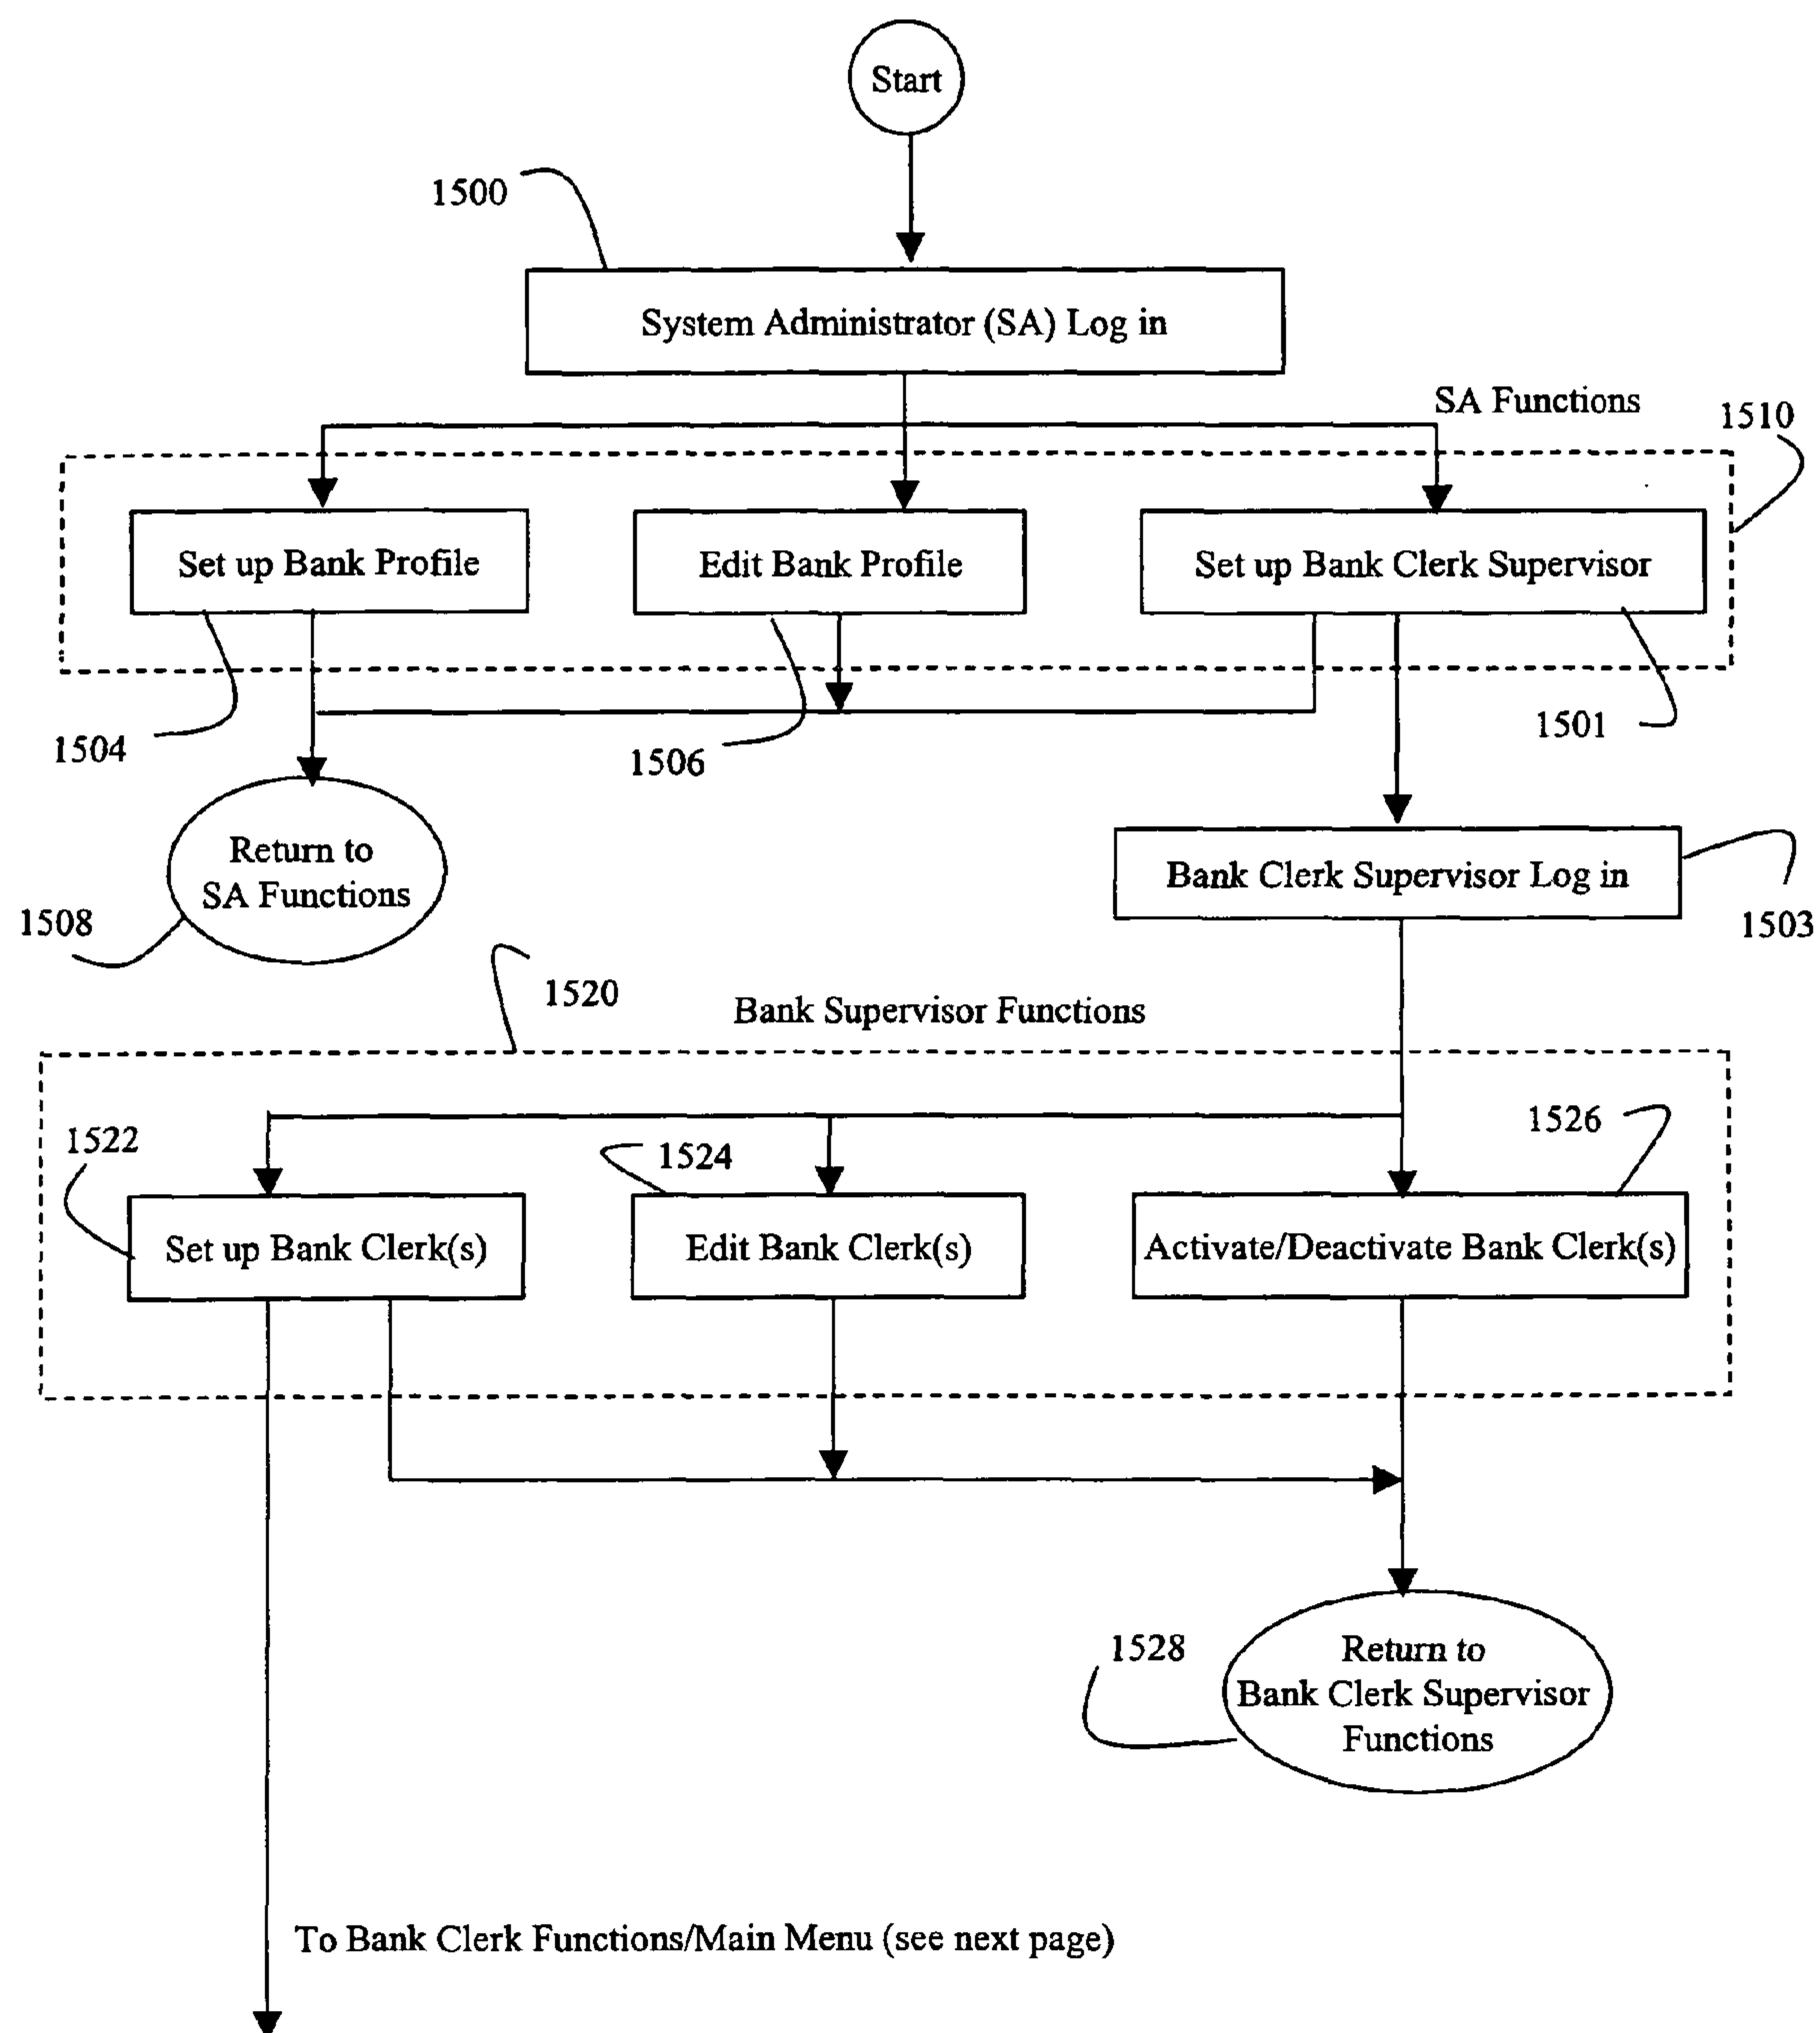 Start
1500
System Administrator (SA) Log in
SA Functions
1510
Set up Bank Profile
Edit Bank Profile
Set up Bank Clerk Supervisor
1504
1506
1501
Return to
SA Functions
Bank Clerk Supervisor Log in
1508
1503
1520
Bank Supervisor Functions
1522
1524
1526
Set up Bank Clerk(s)
Edit Bank Clerk(s)
Activate/Deactivate Bank Clerk(s)
1528
Return to
Bank Clerk Supervisor
Functions
To Bank Clerk Functions/Main Menu (see next page)